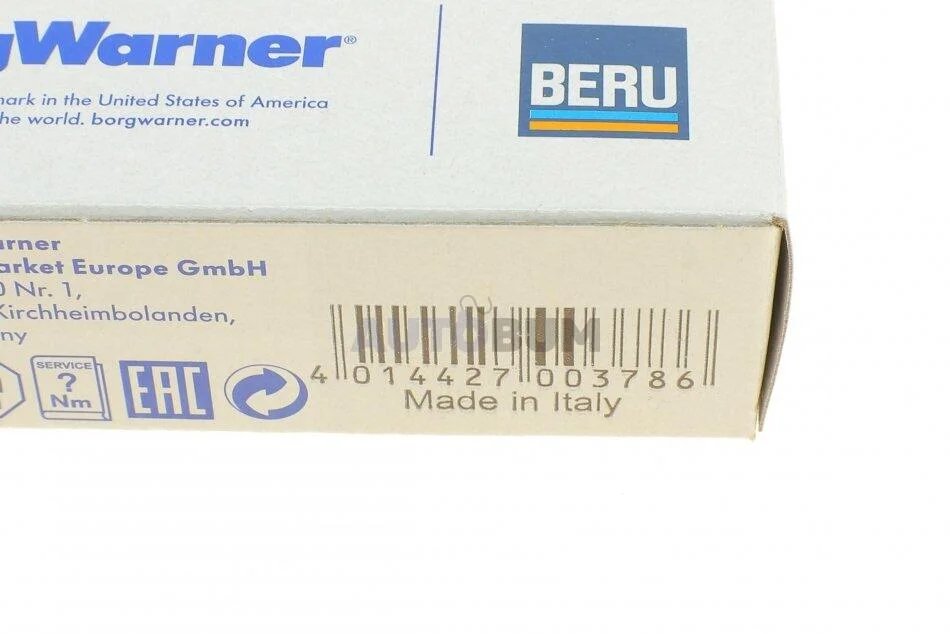 gWarner®
BERU
mark in the United States of America
the world. borgwarner.com
arner
arket Europe GmbH
0 Nr. 1,
Kirchheimbolanden,
ny
SERVICE
?
Nm
EAC
AUTOBUM
4 014427 003786
Made in Italy